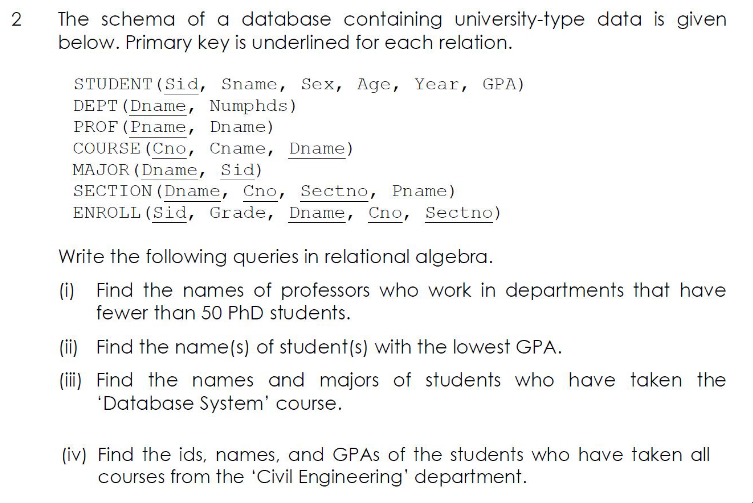 2 The schema of a database containing university-type data is given
below. Primary key is underlined for each relation.
STUDENT(Sid, Sname, Sex, Age, Year, GPA)
DEPT(Dname, Numphds)
PROF(Pname, Dname)
COURSE(Cno, Cname, Dname)
MAJOR(Dname, Sid)
SECTION(Dname, Cno, Sectno, Pname)
ENROLL(Sid, Grade, Dname, Cno, Sectno)
Write the following queries in relational algebra.
(i) Find the names of professors who work in departments that have
fewer than 50 PhD students.
(ii) Find the name(s) of student(s) with the lowest GPA.
(iii) Find the names and majors of students who have taken the
'Database System' course.
(iv) Find the ids, names, and GPAs of the students who have taken all
courses from the 'Civil Engineering' department.